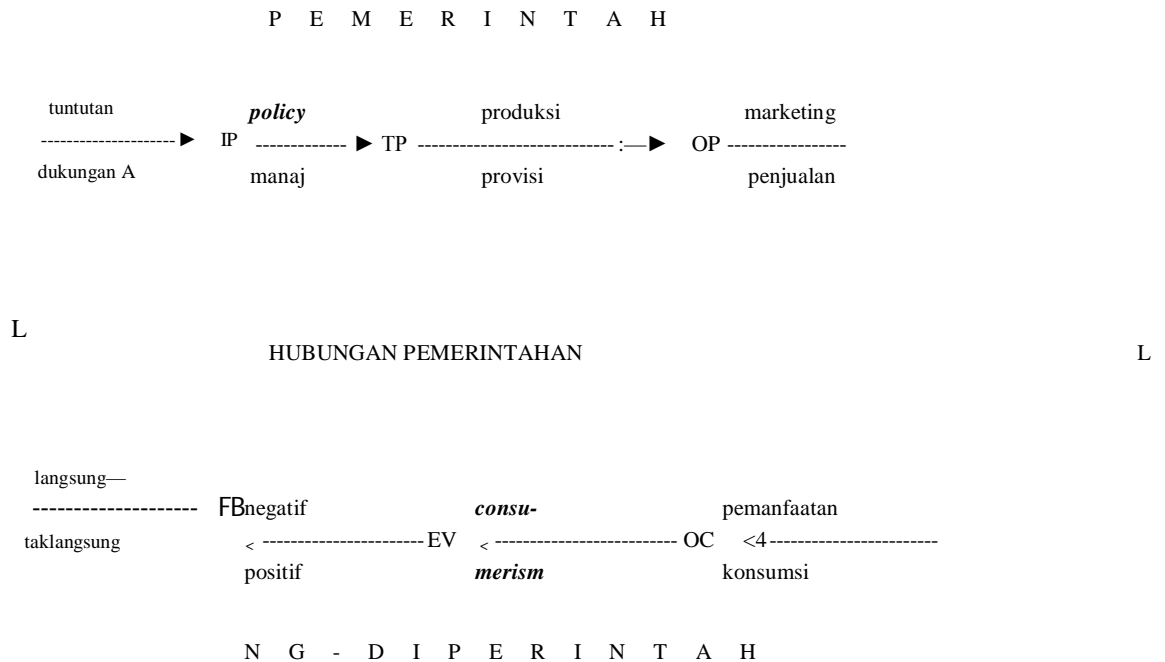 P E M E R I N T A H
tuntutan policy produksi marketing
--------------------- ► IP ------------- ► TP ---------------------------- :—► OP -----------------
dukungan A manaj provisi penjualan
L
HUBUNGAN PEMERINTAHAN L
langsung—
-------------------- FBnegatif consu- pemanfaatan
taklangsung < ----------------------- EV < -------------------------- OC <4------------------------
positif merism konsumsi
N G - D I P E R I N T A H